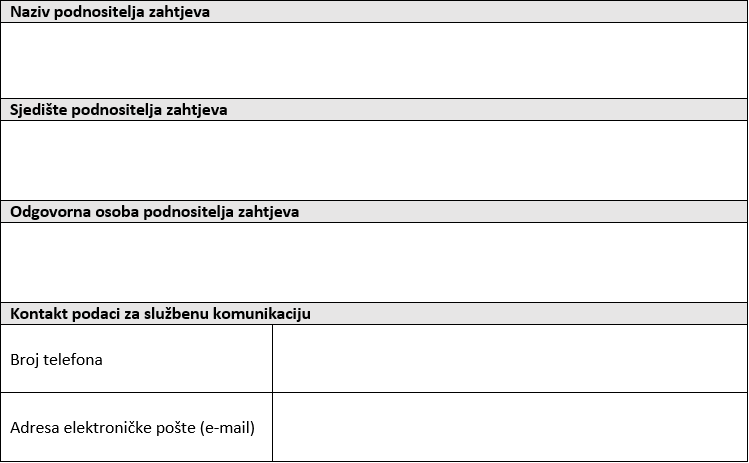 Naziv podnositelja zahtjeva
Sjedište podnositelja zahtjeva
Odgovorna osoba podnositelja zahtjeva
Kontakt podaci za službenu komunikaciju
Broj telefona
Adresa elektroničke pošte (e-mail)